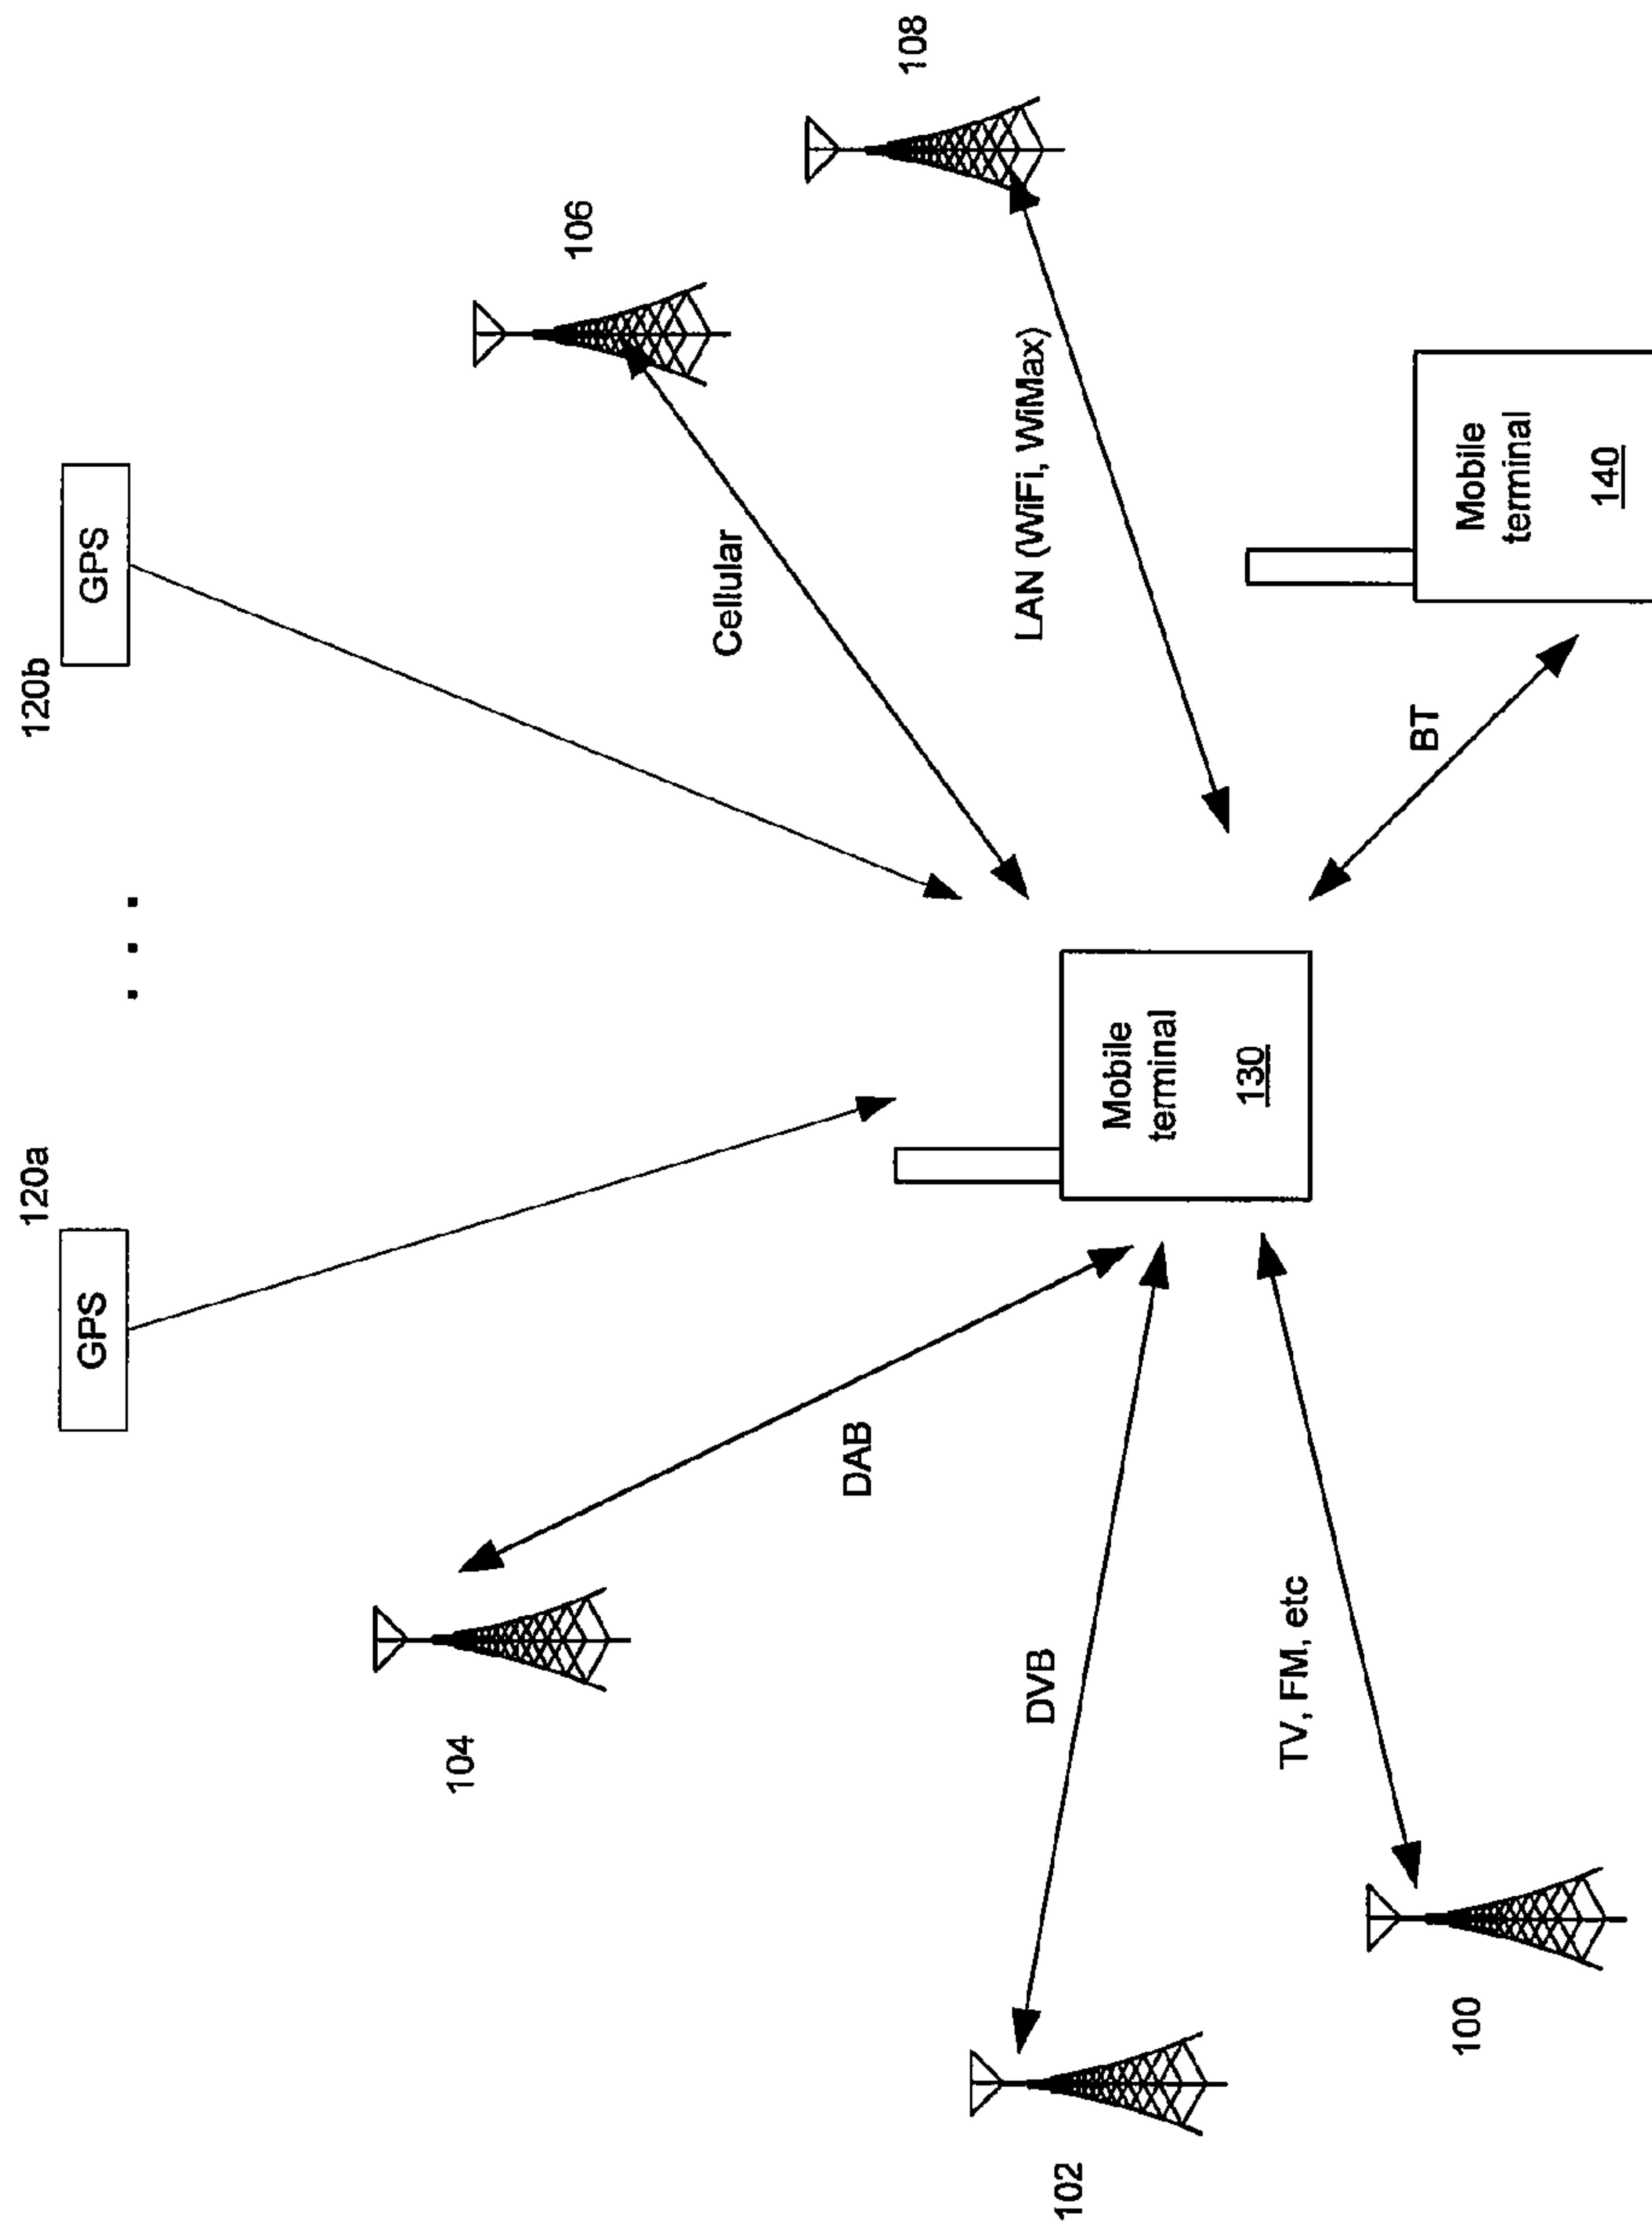 120a
120b
GPS
GPS
104
106
108
DAB
Cellular
LAN (WiFi, WiMax)
102
DVB
TV, FM, etc
100
Mobile
terminal
130
BT
Mobile
terminal
140